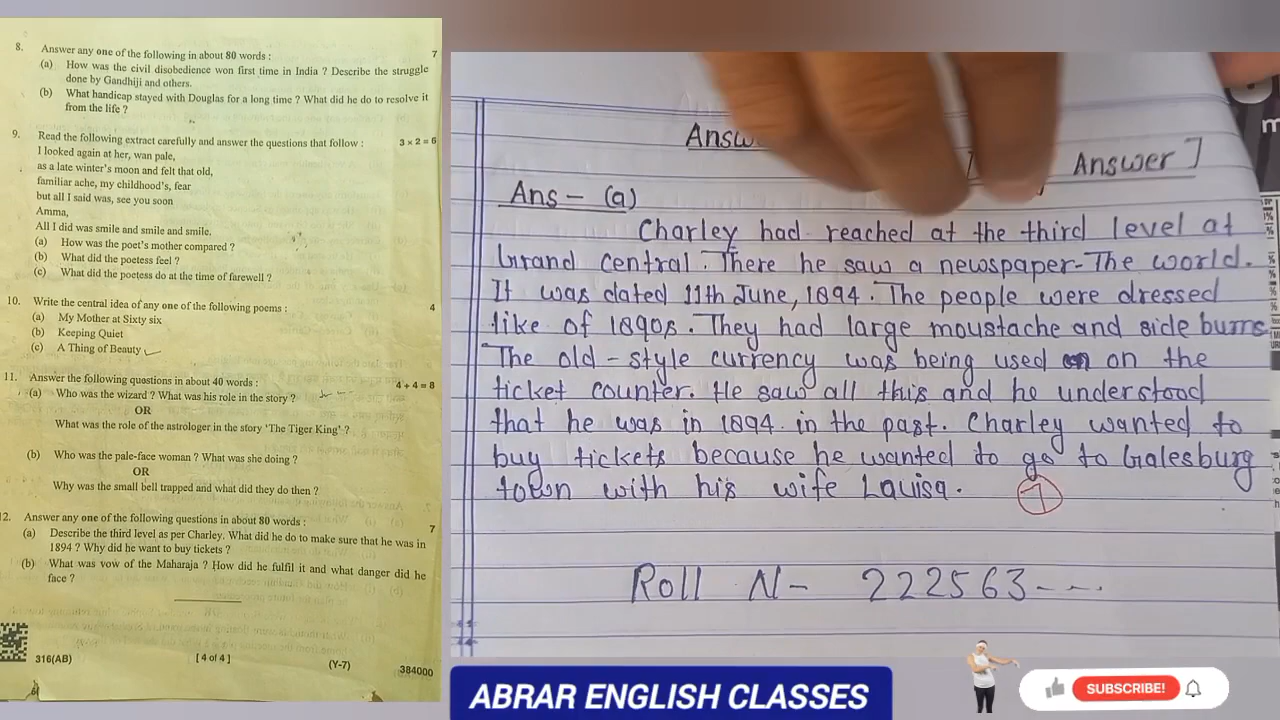 8. Answer any one of the following in about 80 words : 7
(a) How was the civil disobedience won first time in India ? Describe the struggle
done by Gandhiji and others.
(b) What handicap stayed with Douglas for a long time ? What did he do to resolve it
from the life ?
9. Read the following extract carefully and answer the questions that follow : 3 × 2 = 6
I looked again at her, wan pale,
as a late winter's moon and felt that old,
familiar ache, my childhood's, fear
but all I said was, see you soon
Amma,
All I did was smile and smile and smile.
(a) How was the poet's mother compared ?
(b) What did the poetess feel ?
(c) What did the poetess do at the time of farewell ?
10. Write the central idea of any one of the following poems : 4
(a) My Mother at Sixty six
(b) Keeping Quiet
(c) A Thing of Beauty
11. Answer the following questions in about 40 words : 4 + 4 = 8
(a) Who was the wizard ? What was his role in the story ?
OR
What was the role of the astrologer in the story 'The Tiger King' ?
(b) Who was the pale-face woman ? What was she doing ?
OR
Why was the small bell trapped and what did they do then ?
12. Answer any one of the following questions in about 80 words : 7
(a) Describe the third level as per Charley. What did he do to make sure that he was in
1894 ? Why did he want to buy tickets ?
(b) What was vow of the Maharaja ? How did he fulfil it and what danger did he
face ?
316(AB) [ 4 of 4 ] (Y-7) 384000
Answer ]
Ans – (a)
Charley had reached at the third level at
Grand central. There he saw a newspaper-The world.
It was dated 11th June, 1894. The people were dressed
like of 1890s. They had large moustache and side burns
The old-style currency was being used on on the
ticket counter. He saw all this and he understood
that he was in 1894 in the past. Charley wanted to
buy tickets because he wanted to go to Galesburg
town with his wife Lauisa. 7
Roll N- 222563--...
ABRAR ENGLISH CLASSES
SUBSCRIBE!